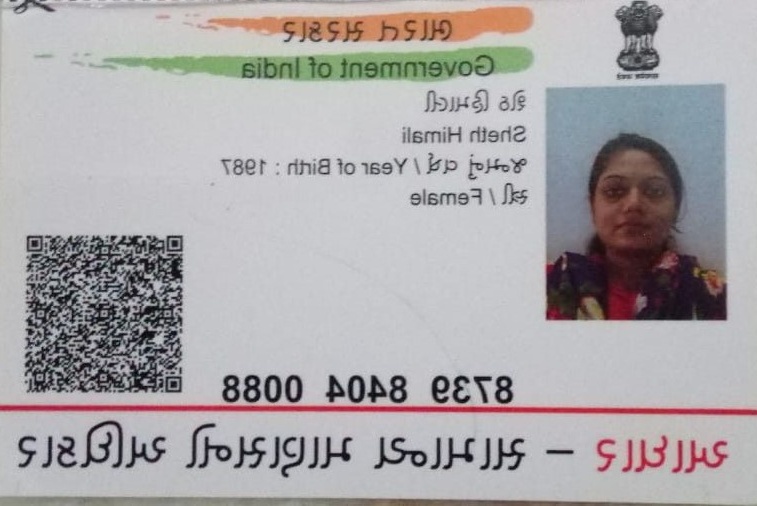 ભારત સરકાર
Government of India
શેઠ હિમાલી
Sheth Himali
જન્મનું વર્ષ / Year of Birth : 1987
સ્ત્રી / Female
8739 8404 0088
આધાર – સામાન્ય માણસનો અધિકાર